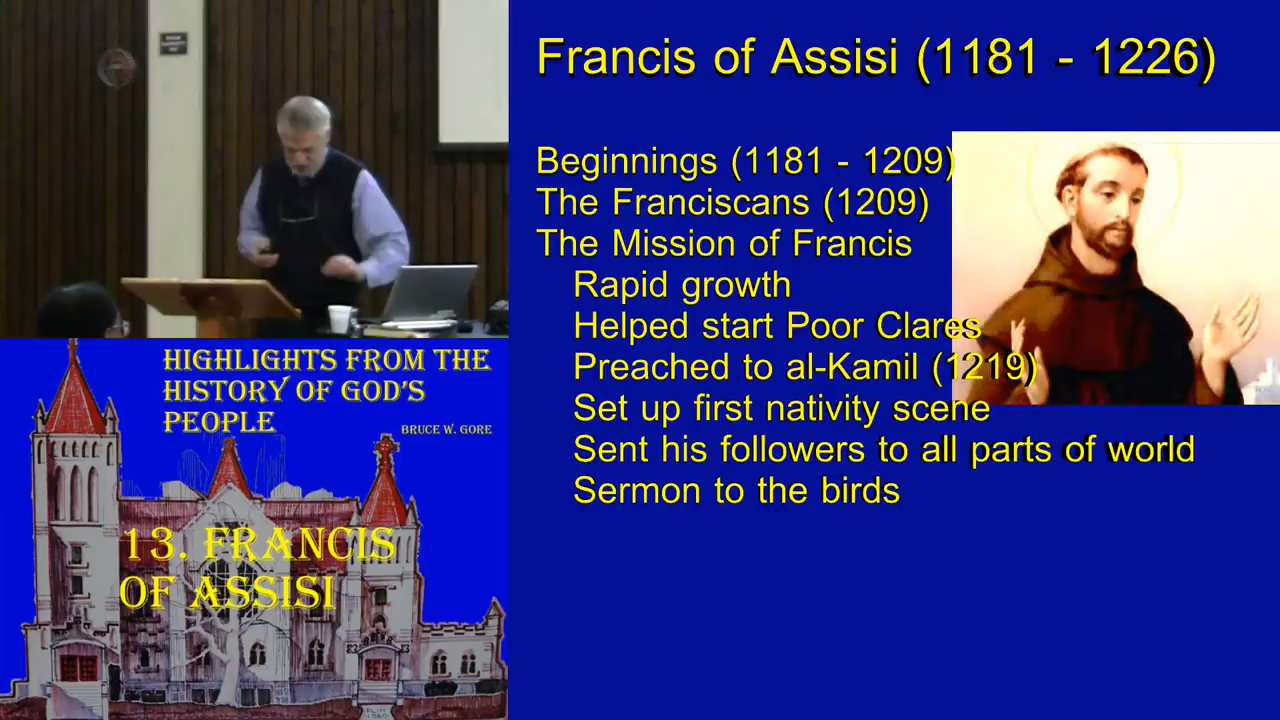 Francis of Assisi (1181 - 1226)
Beginnings (1181 - 1209)
The Franciscans (1209)
The Mission of Francis
Rapid growth
Helped start Poor Clares
Preached to al-Kamil (1219)
Set up first nativity scene
Sent his followers to all parts of world
Sermon to the birds
HIGHLIGHTS FROM THE
HISTORY OF GOD'S
PEOPLE
BRUCE W. GORE
13. FRANCIS
OF ASSISI